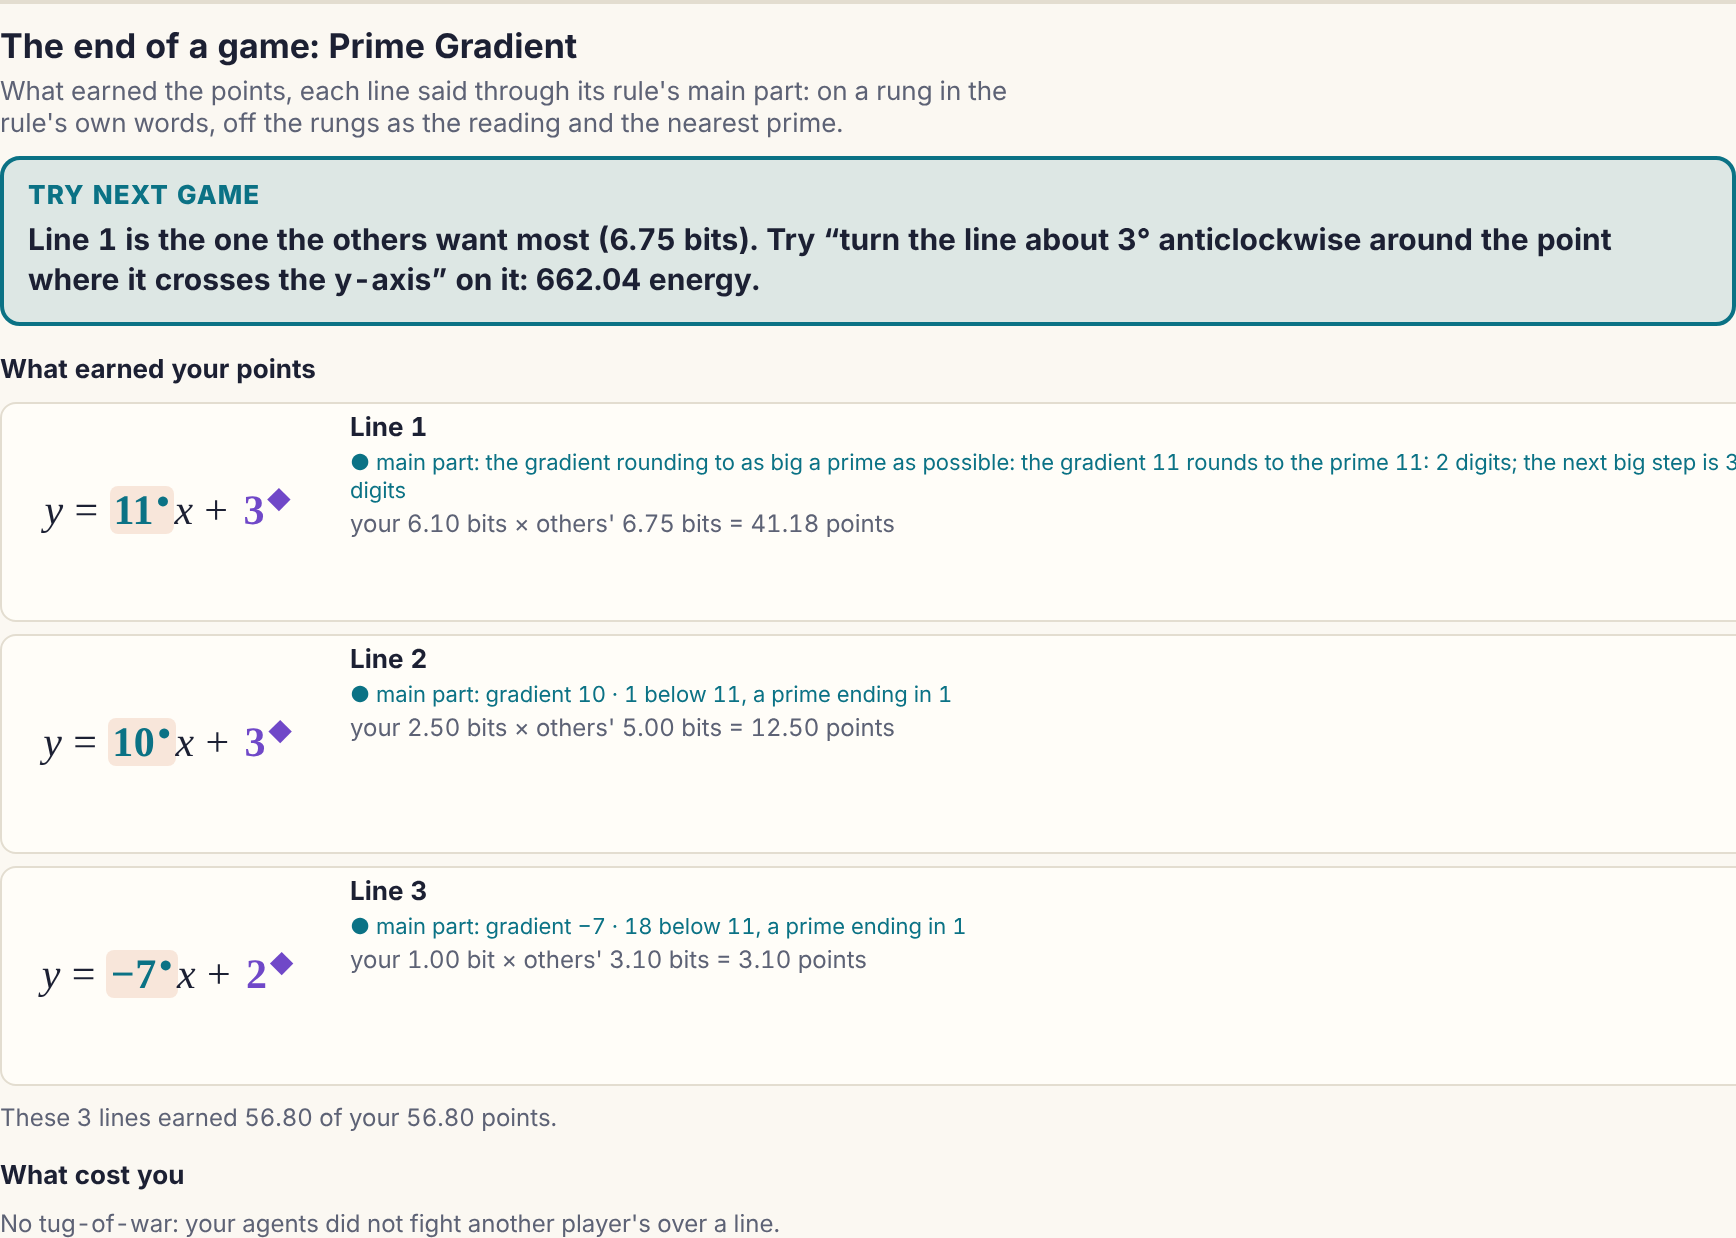 The end of a game: Prime Gradient
What earned the points, each line said through its rule's main part: on a rung in the
rule's own words, off the rungs as the reading and the nearest prime.
TRY NEXT GAME
Line 1 is the one the others want most (6.75 bits). Try “turn the line about 3° anticlockwise around the point
where it crosses the y-axis” on it: 662.04 energy.
What earned your points
Line 1
● main part: the gradient rounding to as big a prime as possible: the gradient 11 rounds to the prime 11: 2 digits; the next big step is 3
digits
y = 11●x + 3◆
your 6.10 bits × others' 6.75 bits = 41.18 points
Line 2
● main part: gradient 10 · 1 below 11, a prime ending in 1
y = 10●x + 3◆
your 2.50 bits × others' 5.00 bits = 12.50 points
Line 3
● main part: gradient −7 · 18 below 11, a prime ending in 1
y = −7●x + 2◆
your 1.00 bit × others' 3.10 bits = 3.10 points
These 3 lines earned 56.80 of your 56.80 points.
What cost you
No tug-of-war: your agents did not fight another player's over a line.